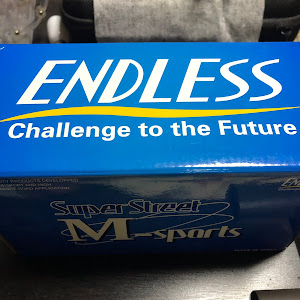 ENDLESS
Challenge to the Future
Super Street
M-sports